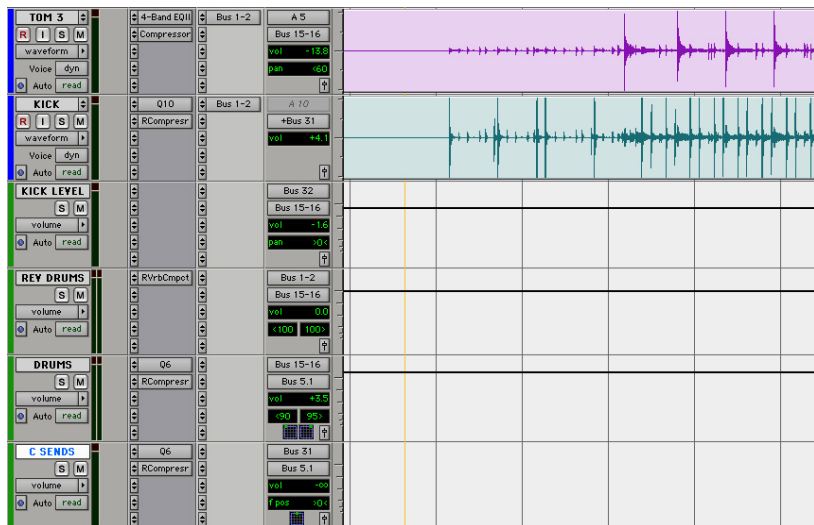 TOM 3 4-Band EQII Bus 1-2 A 5
R I S M Compressor Bus 15-16
waveform vol -13.8
Voice dyn pan <60
Auto read
KICK Q10 Bus 1-2 A 10
R I S M RCompresr +Bus 31
waveform vol +4.1
Voice dyn
Auto read
KICK LEVEL Bus 32
S M Bus 15-16
volume vol -1.6
Auto read pan >0<
REV DRUMS RVrbCmpct Bus 1-2
S M Bus 15-16
volume vol 0.0
Auto read <100 100>
DRUMS Q6 Bus 15-16
S M RCompresr Bus 5.1
volume vol +3.5
Auto read <90 95>
C SENDS Q6 Bus 31
S M RCompresr Bus 5.1
volume vol -∞
Auto read f pos >0<